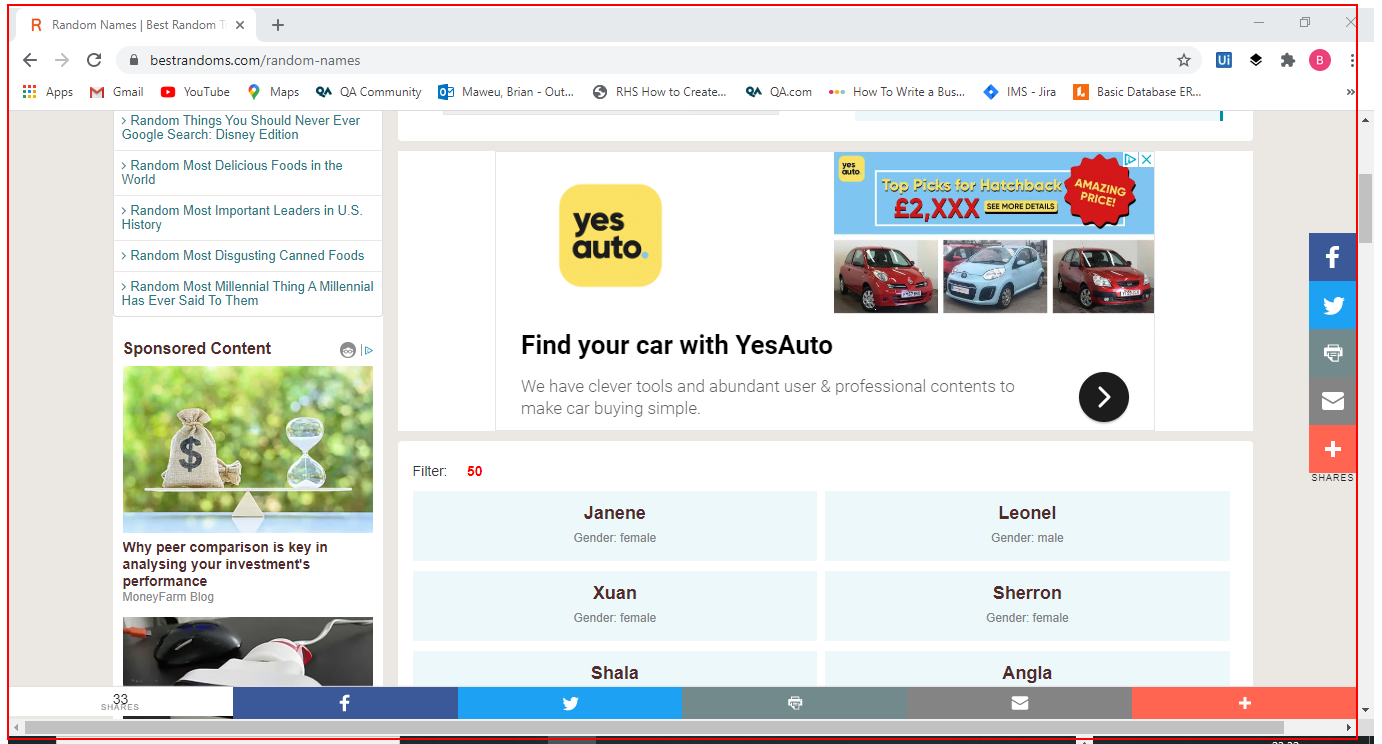 R Random Names | Best Random T
bestrandoms.com/random-names
Ui
B
Apps Gmail YouTube Maps QA Community Maweu, Brian - Out... RHS How to Create... QA.com How To Write a Bus... IMS - Jira Basic Database ER... »
> Random Things You Should Never Ever
Google Search: Disney Edition
> Random Most Delicious Foods in the
World
> Random Most Important Leaders in U.S.
History
> Random Most Disgusting Canned Foods
> Random Most Millennial Thing A Millennial
Has Ever Said To Them
Sponsored Content
$
Why peer comparison is key in
analysing your investment's
performance
MoneyFarm Blog
yes
auto.
yes
auto
Top Picks for Hatchback
£2,XXX SEE MORE DETAILS
AMAZING
PRICE!
Find your car with YesAuto
We have clever tools and abundant user & professional contents to
make car buying simple.
Filter: 50
Janene
Gender: female
Leonel
Gender: male
Xuan
Gender: female
Sherron
Gender: female
Shala
Angla
SHARES
33
SHARES